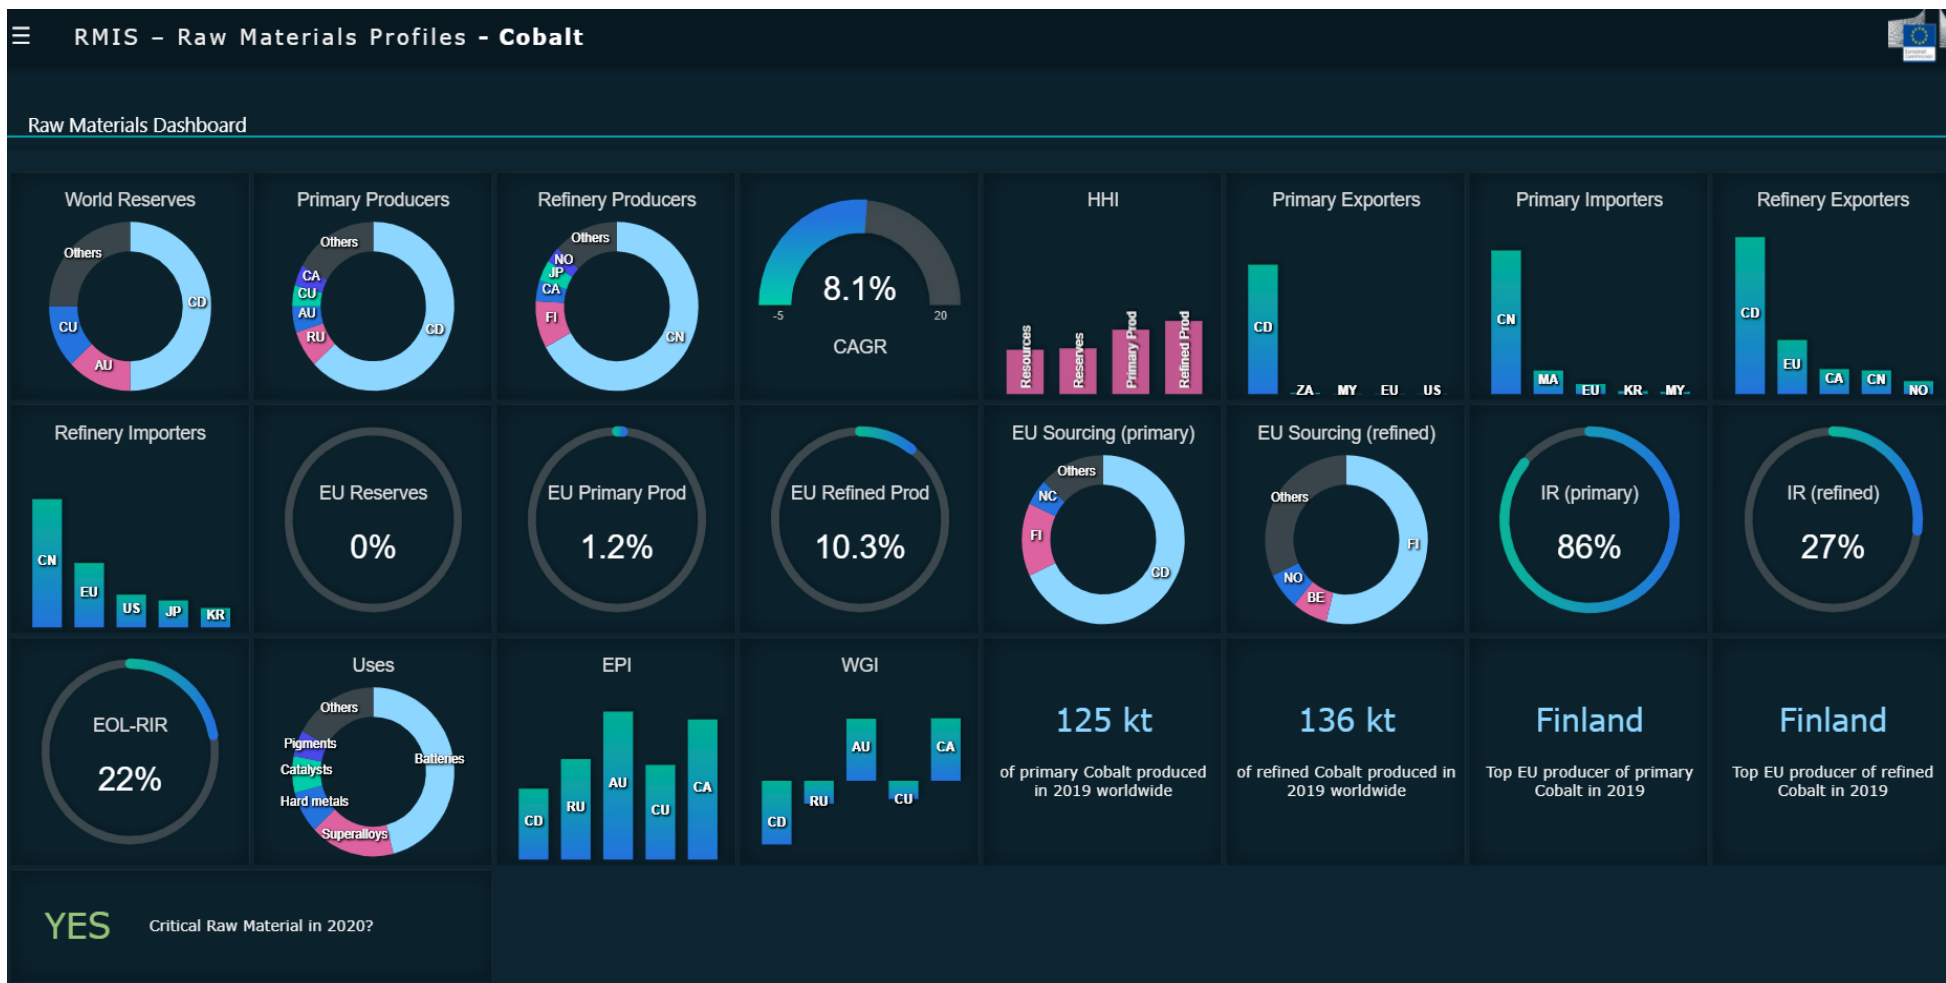 ☰ RMIS – Raw Materials Profiles - Cobalt
Raw Materials Dashboard
World Reserves
Others
CD
CU
AU
Primary Producers
Others
CA
CU
AU
RU
CD
Refinery Producers
Others
NO
JP
CA
FI
CN
8.1%
-5
20
CAGR
HHI
Resources
Reserves
Primary Prod
Refined Prod
Primary Exporters
CD
ZA
MY
EU
US
Primary Importers
CN
MA
EU
KR
MY
Refinery Exporters
CD
EU
CA
CN
NO
Refinery Importers
CN
EU
US
JP
KR
EU Reserves
0%
EU Primary Prod
1.2%
EU Refined Prod
10.3%
EU Sourcing (primary)
Others
NC
FI
CD
EU Sourcing (refined)
Others
FI
NO
BE
IR (primary)
86%
IR (refined)
27%
EOL-RIR
22%
Uses
Others
Pigments
Catalysts
Hard metals
Superalloys
Batteries
EPI
CD
RU
AU
CU
CA
WGI
CD
RU
AU
CU
CA
125 kt
of primary Cobalt produced
in 2019 worldwide
136 kt
of refined Cobalt produced in
2019 worldwide
Finland
Top EU producer of primary
Cobalt in 2019
Finland
Top EU producer of refined
Cobalt in 2019
YES
Critical Raw Material in 2020?